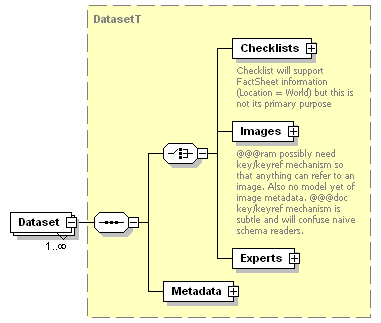 DatasetT
Checklists
Checklist will support
FactSheet information
(Location = World) but this is
not its primary purpose
Images
@@@ram possibly need
key/keyref mechanism so
that anything can refer to an
image. Also no model yet of
image metadata. @@@doc
key/keyref mechanism is
subtle and will confuse naive
schema readers.
Dataset
1..∞
Experts
Metadata